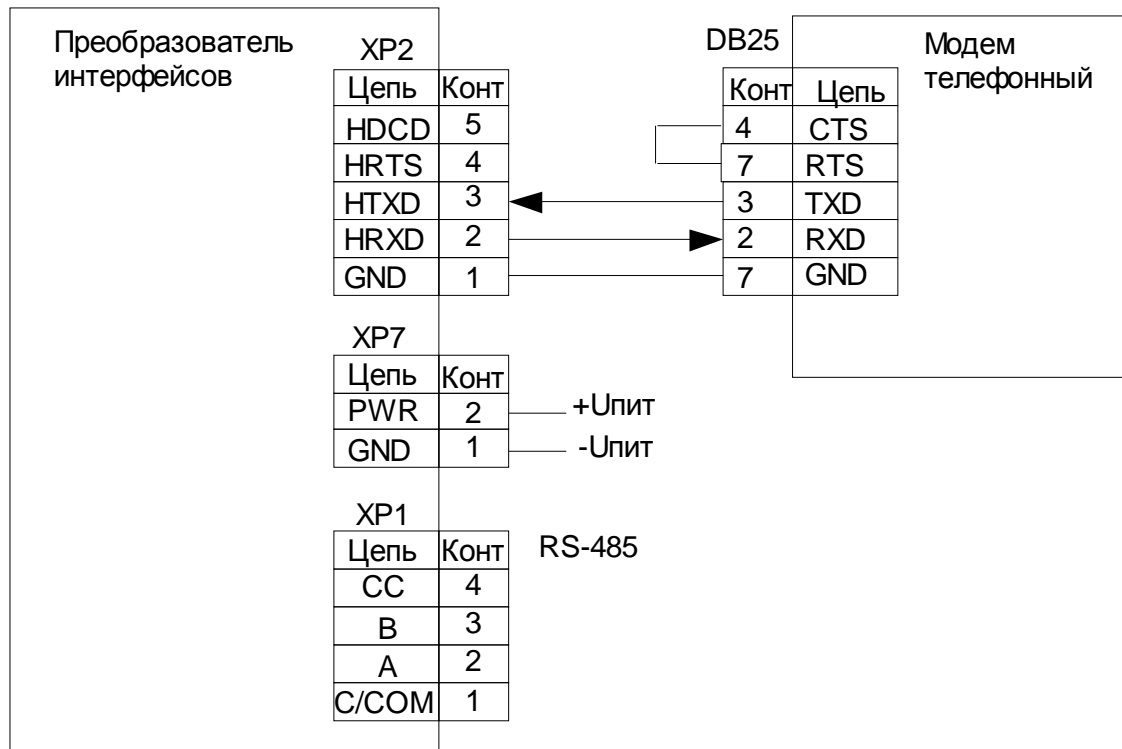 Преобразователь
интерфейсов
XP2
Цепь Конт
HDCD 5
HRTS 4
HTXD 3
HRXD 2
GND 1
DB25
Модем
телефонный
Конт Цепь
4 CTS
7 RTS
3 TXD
2 RXD
7 GND
XP7
Цепь Конт
PWR 2 +Uпит
GND 1 -Uпит
XP1
Цепь Конт RS-485
CC 4
B 3
A 2
C/COM 1